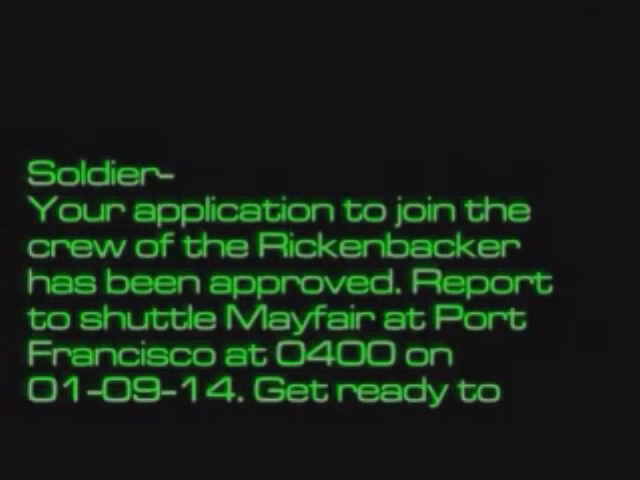 Soldier-
Your application to join the
crew of the Rickenbacker
has been approved. Report
to shuttle Mayfair at Port
Francisco at 0400 on
01-09-14. Get ready to